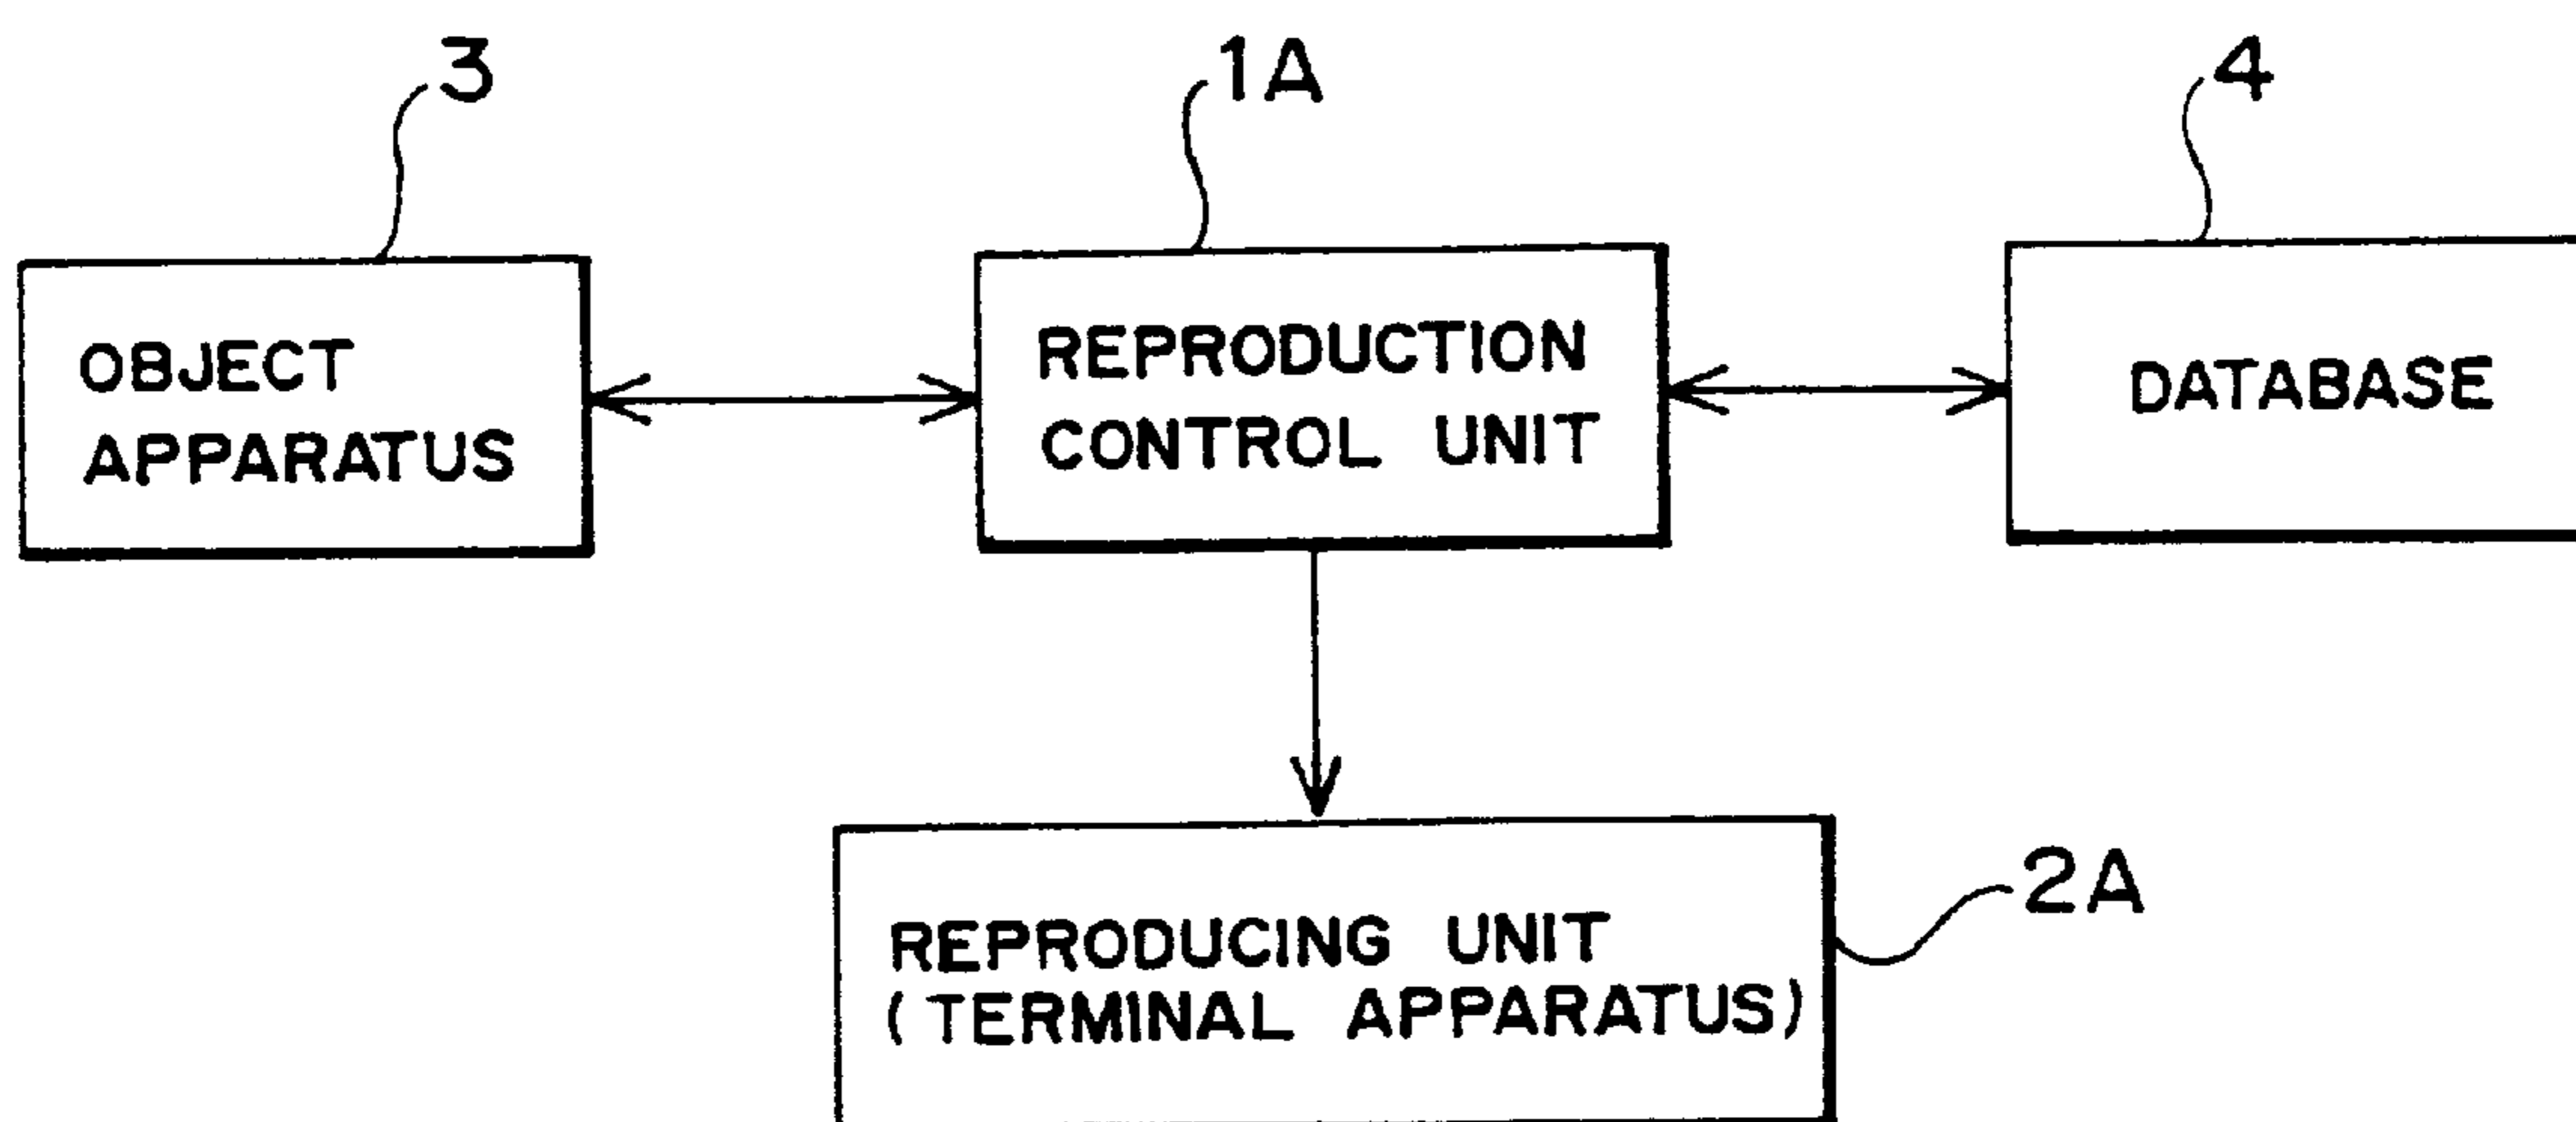 3
1A
4
OBJECT
APPARATUS
REPRODUCTION
CONTROL UNIT
DATABASE
2A
REPRODUCING UNIT
(TERMINAL APPARATUS)